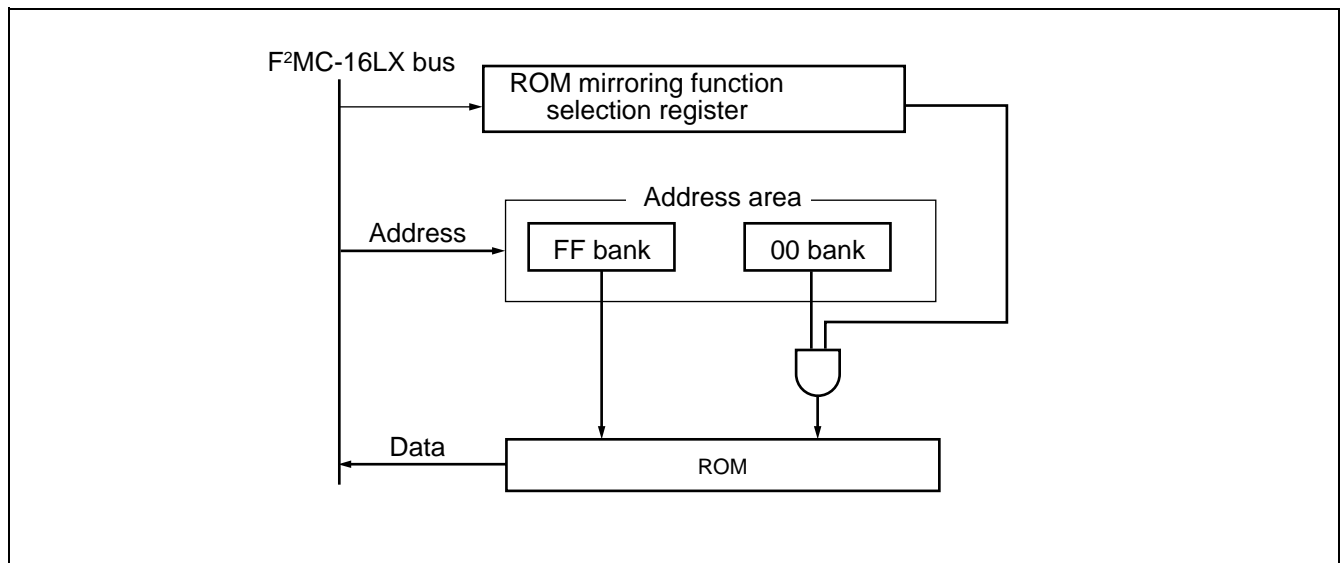 F²MC-16LX bus
ROM mirroring function
selection register
Address area
Address
FF bank
00 bank
Data
ROM